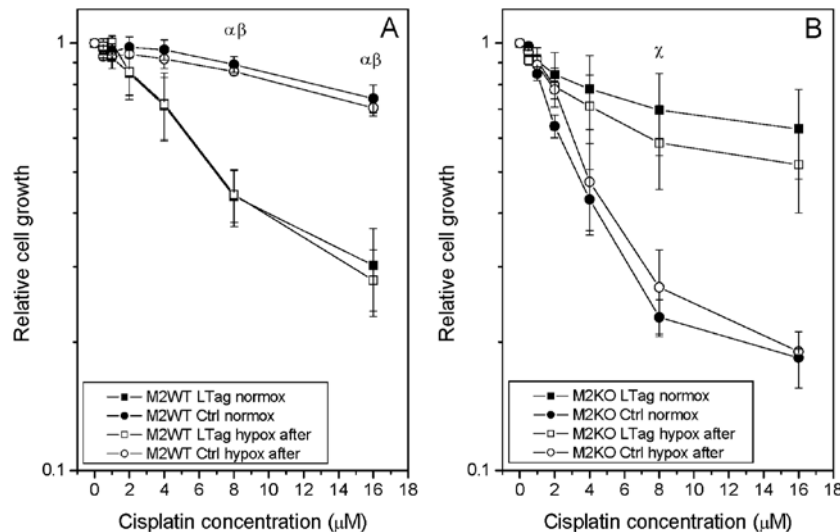 A
αβ
αβ
1
0.1
Relative cell growth
M2WT LTag normox
M2WT Ctrl normox
M2WT LTag hypox after
M2WT Ctrl hypox after
0 2 4 6 8 10 12 14 16 18
Cisplatin concentration (μM)
B
χ
1
0.1
Relative cell growth
M2KO LTag normox
M2KO Ctrl normox
M2KO LTag hypox after
M2KO Ctrl hypox after
0 2 4 6 8 10 12 14 16 18
Cisplatin concentration (μM)